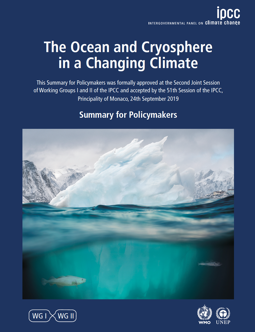 ipcc
INTERGOVERNMENTAL PANEL ON climate change
The Ocean and Cryosphere
in a Changing Climate
This Summary for Policymakers was formally approved at the Second Joint Session
of Working Groups I and II of the IPCC and accepted by the 51th Session of the IPCC,
Principality of Monaco, 24th September 2019
Summary for Policymakers
WG I WG II
WMO UNEP